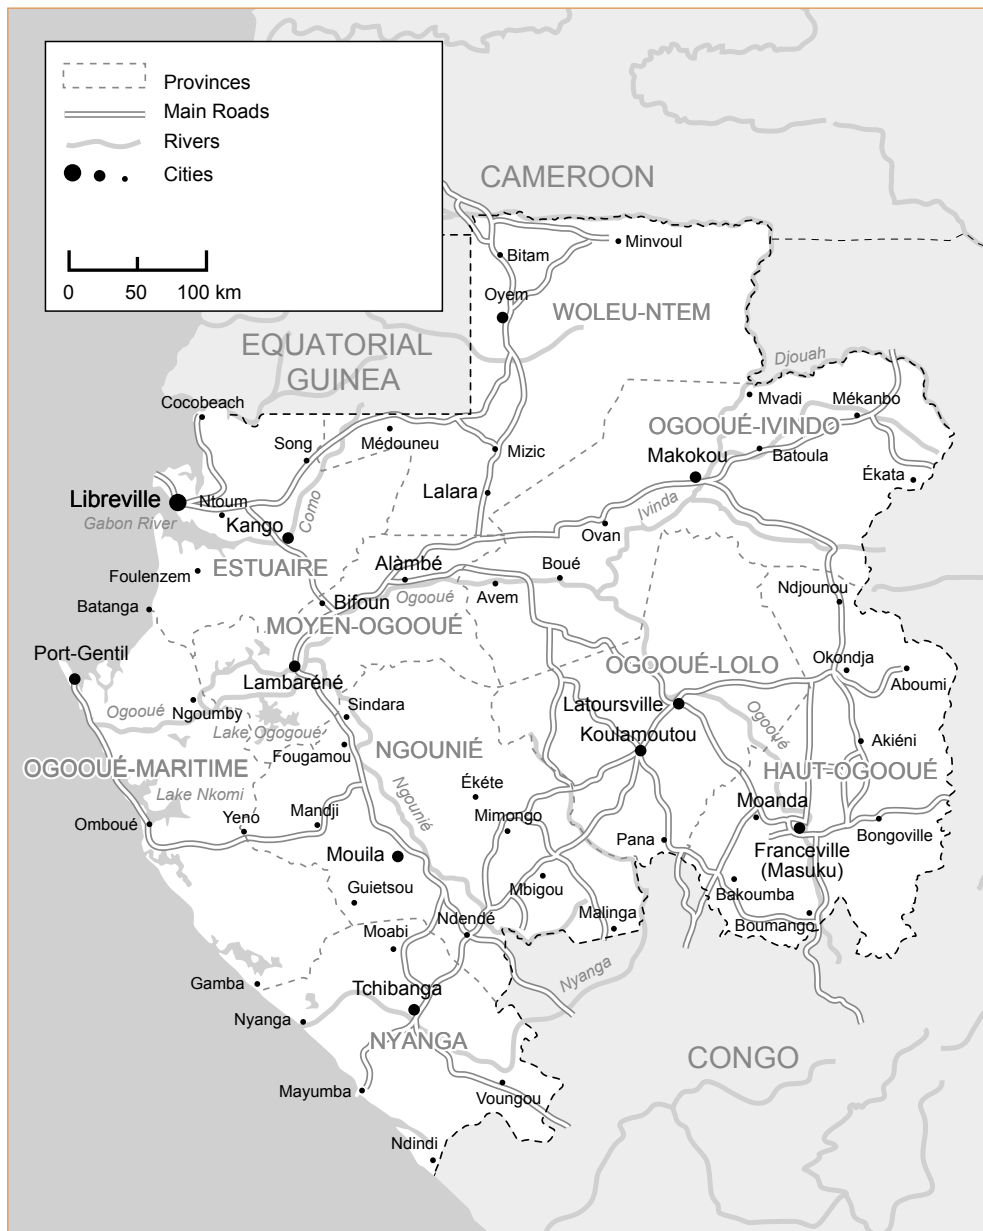 Provinces
Main Roads
Rivers
Cities
0 50 100 km
CAMEROON
Minvoul
Bitam
Oyem
WOLEU-NTEM
EQUATORIAL
GUINEA
Djouah
Cocobeach
Mvadi
Mékanbo
Song
Médouneu
OGOOUÉ-IVINDO
Mizic
Makokou
Batoula
Ékata
Libreville
Ntoum
Lalara
Gabon River
Kango
Como
Ivinda
Ovan
ESTUAIRE
Alàmbé
Boué
Foulenzem
Ogooué
Avem
Ndjounou
Batanga
Bifoun
MOYEN-OGOOUÉ
Port-Gentil
OGOOUÉ-LOLO
Okondja
Aboumi
Lambaréné
Ogooué
Ngoumby
Sindara
Latoursville
Lake Ogogoué
Koulamoutou
Ogooué
Akiéni
Fougamou
NGOUNIÉ
OGOOUÉ-MARITIME
HAUT-OGOOUÉ
Lake Nkomi
Ékéte
Ngounié
Moanda
Omboué
Yeno
Mandji
Mimongo
Pana
Bongoville
Franceville
(Masuku)
Mouila
Guietsou
Mbigou
Bakoumba
Malinga
Boumango
Ndendé
Moabi
Nyanga
Gamba
Tchibanga
Nyanga
NYANGA
CONGO
Mayumba
Voungou
Ndindi